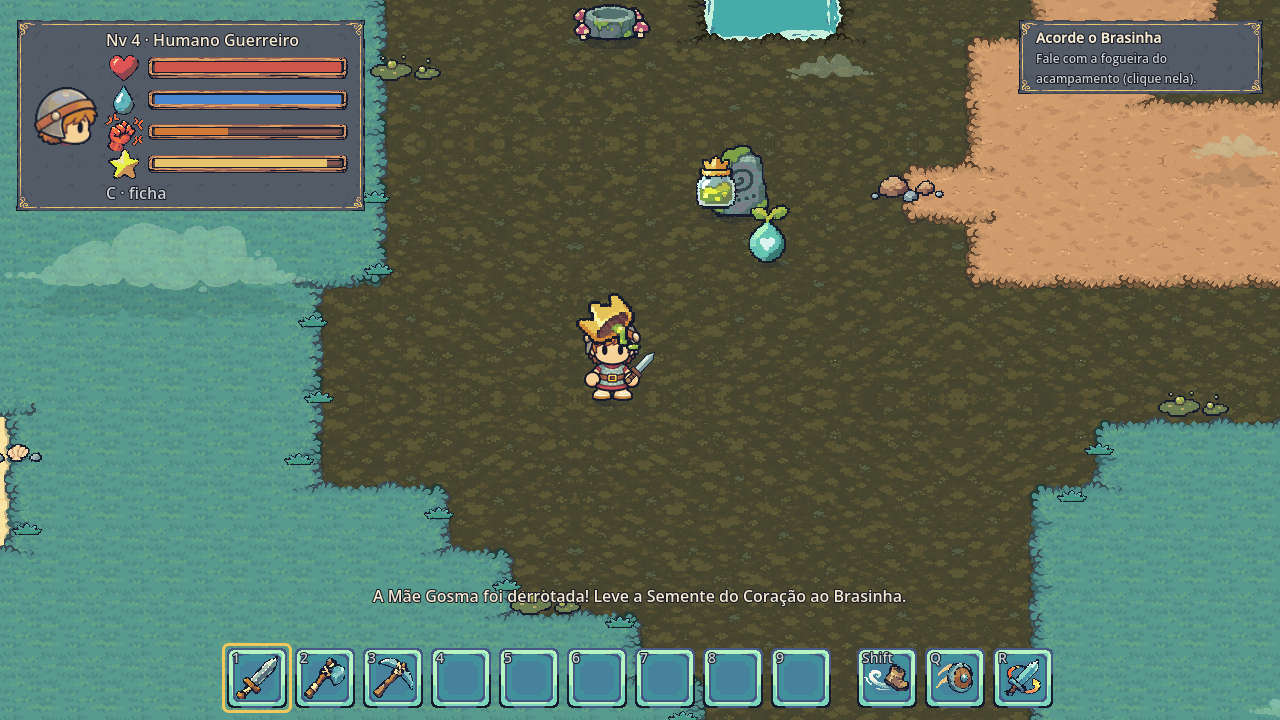 Nv 4 · Humano Guerreiro
C · ficha
Acorde o Brasinha
Fale com a fogueira do
acampamento (clique nela).
A Mãe Gosma foi derrotada! Leve a Semente do Coração ao Brasinha.
1 2 3 4 5 6 7 8 9 Shift Q R